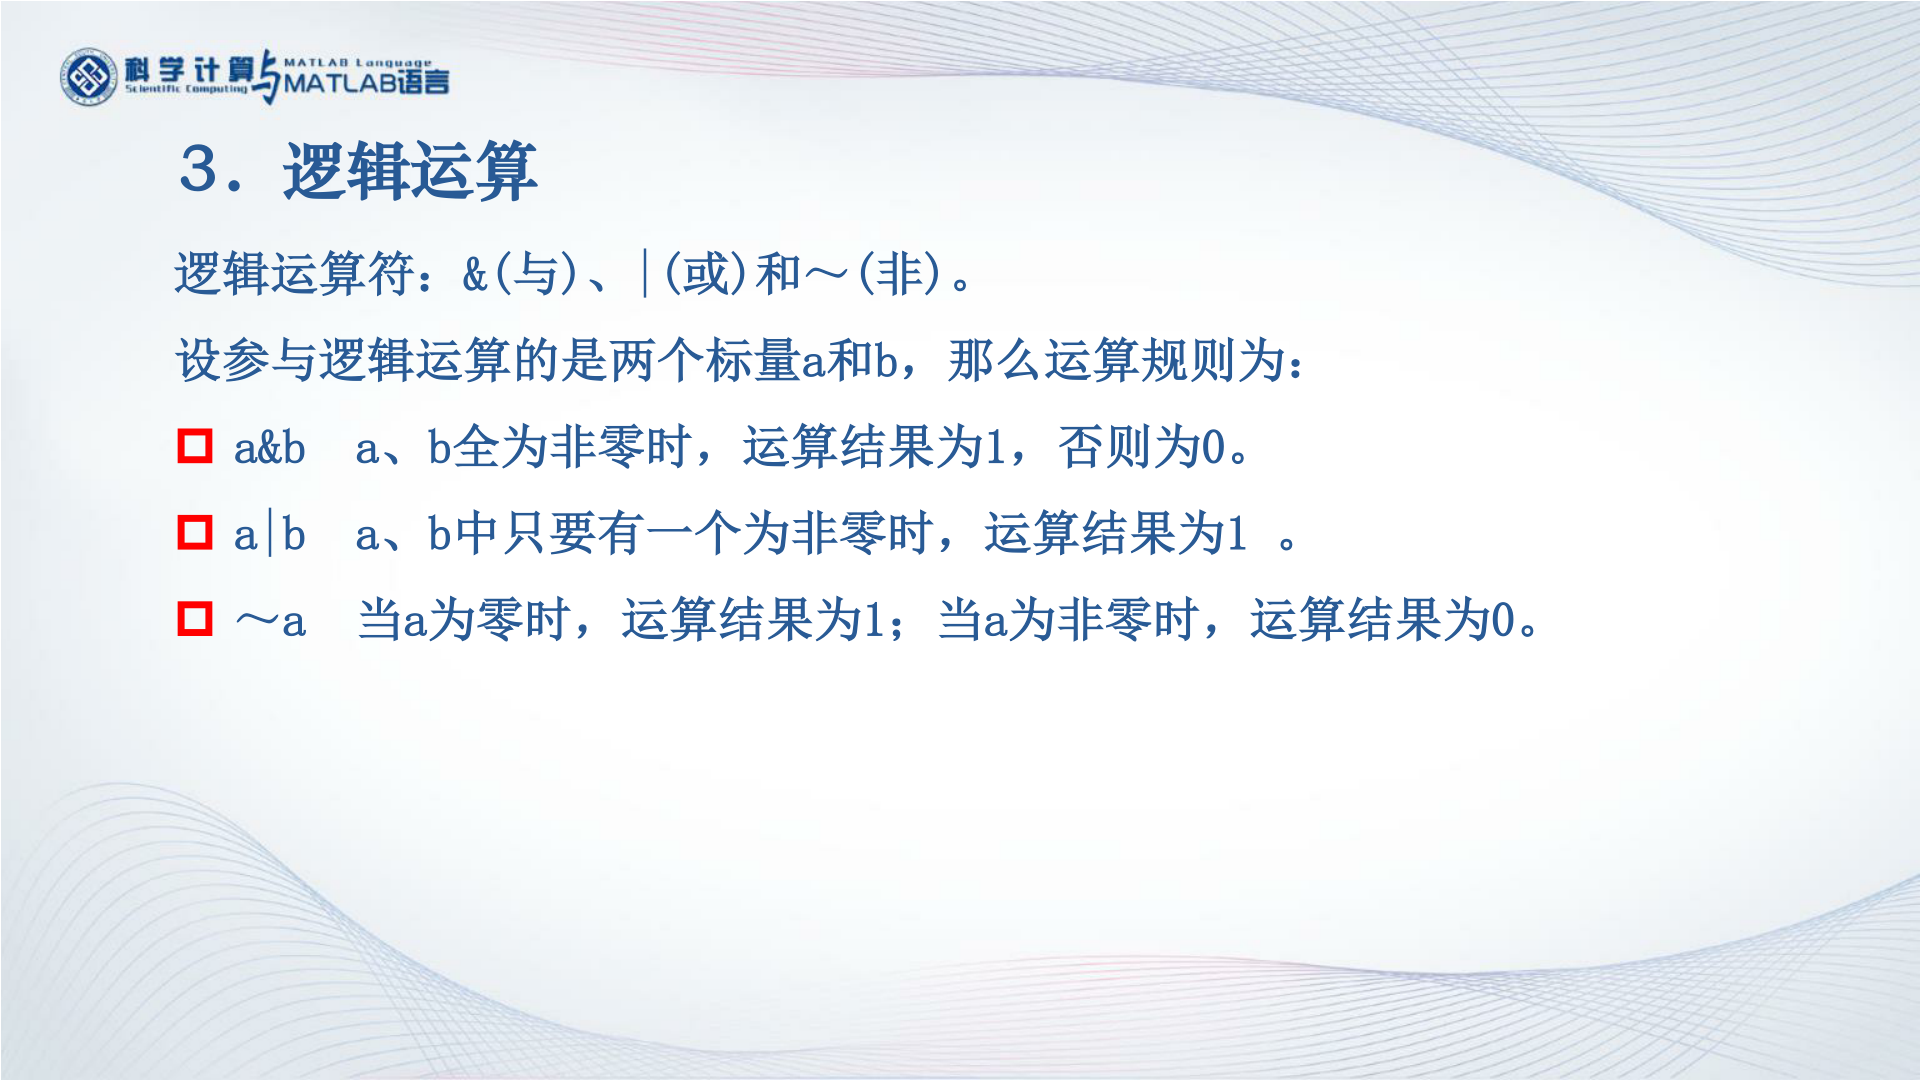 科学计算与MATLAB语言
Scientific Computing MATLAB Language
3．逻辑运算
逻辑运算符：&(与)、|(或)和～(非)。
设参与逻辑运算的是两个标量a和b，那么运算规则为：
a&b a、b全为非零时，运算结果为1，否则为0。
a|b a、b中只要有一个为非零时，运算结果为1 。
～a 当a为零时，运算结果为1；当a为非零时，运算结果为0。